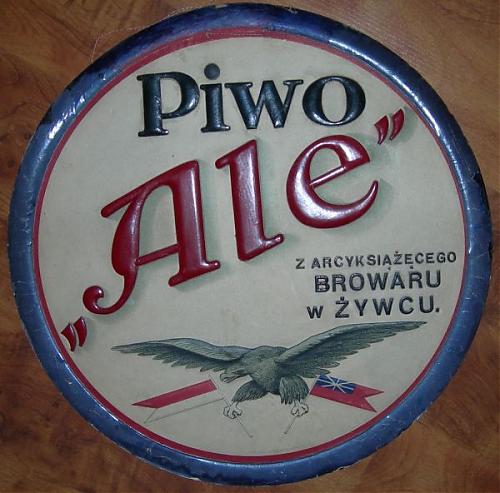 Piwo
„Ale”
Z ARCYKSIĄŻĘCEGO
BROWARU
W ŻYWCU.